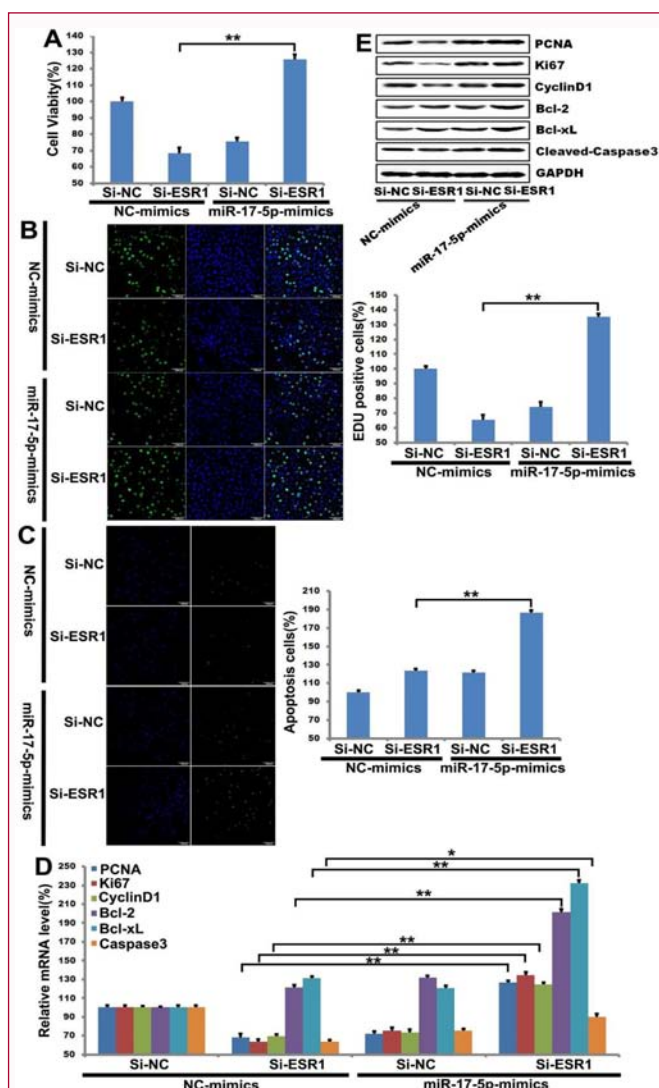 A
Cell Viabity(%)
**
140
130
120
110
100
90
80
70
60
50
Si-NC Si-ESR1 Si-NC Si-ESR1
NC-mimics miR-17-5p-mimics
E
PCNA
Ki67
CyclinD1
Bcl-2
Bcl-xL
Cleaved-Caspase3
GAPDH
Si-NC Si-ESR1 Si-NC Si-ESR1
NC-mimics
miR-17-5p-mimics
B
NC-mimics
Si-NC
Si-ESR1
miR-17-5p-mimics
Si-NC
Si-ESR1
EDU positive cells(%)
**
150
140
130
120
110
100
90
80
70
60
50
Si-NC Si-ESR1 Si-NC Si-ESR1
NC-mimics miR-17-5p-mimics
C
NC-mimics
Si-NC
Si-ESR1
miR-17-5p-mimics
Si-NC
Si-ESR1
Apoptosis cells(%)
**
210
190
170
150
130
110
90
70
50
Si-NC Si-ESR1 Si-NC Si-ESR1
NC-mimics miR-17-5p-mimics
D
Relative mRNA level(%)
250
230
210
190
170
150
130
110
90
70
50
PCNA
Ki67
CyclinD1
Bcl-2
Bcl-xL
Caspase3
*
**
**
**
**
**
Si-NC Si-ESR1 Si-NC Si-ESR1
NC-mimics miR-17-5p-mimics